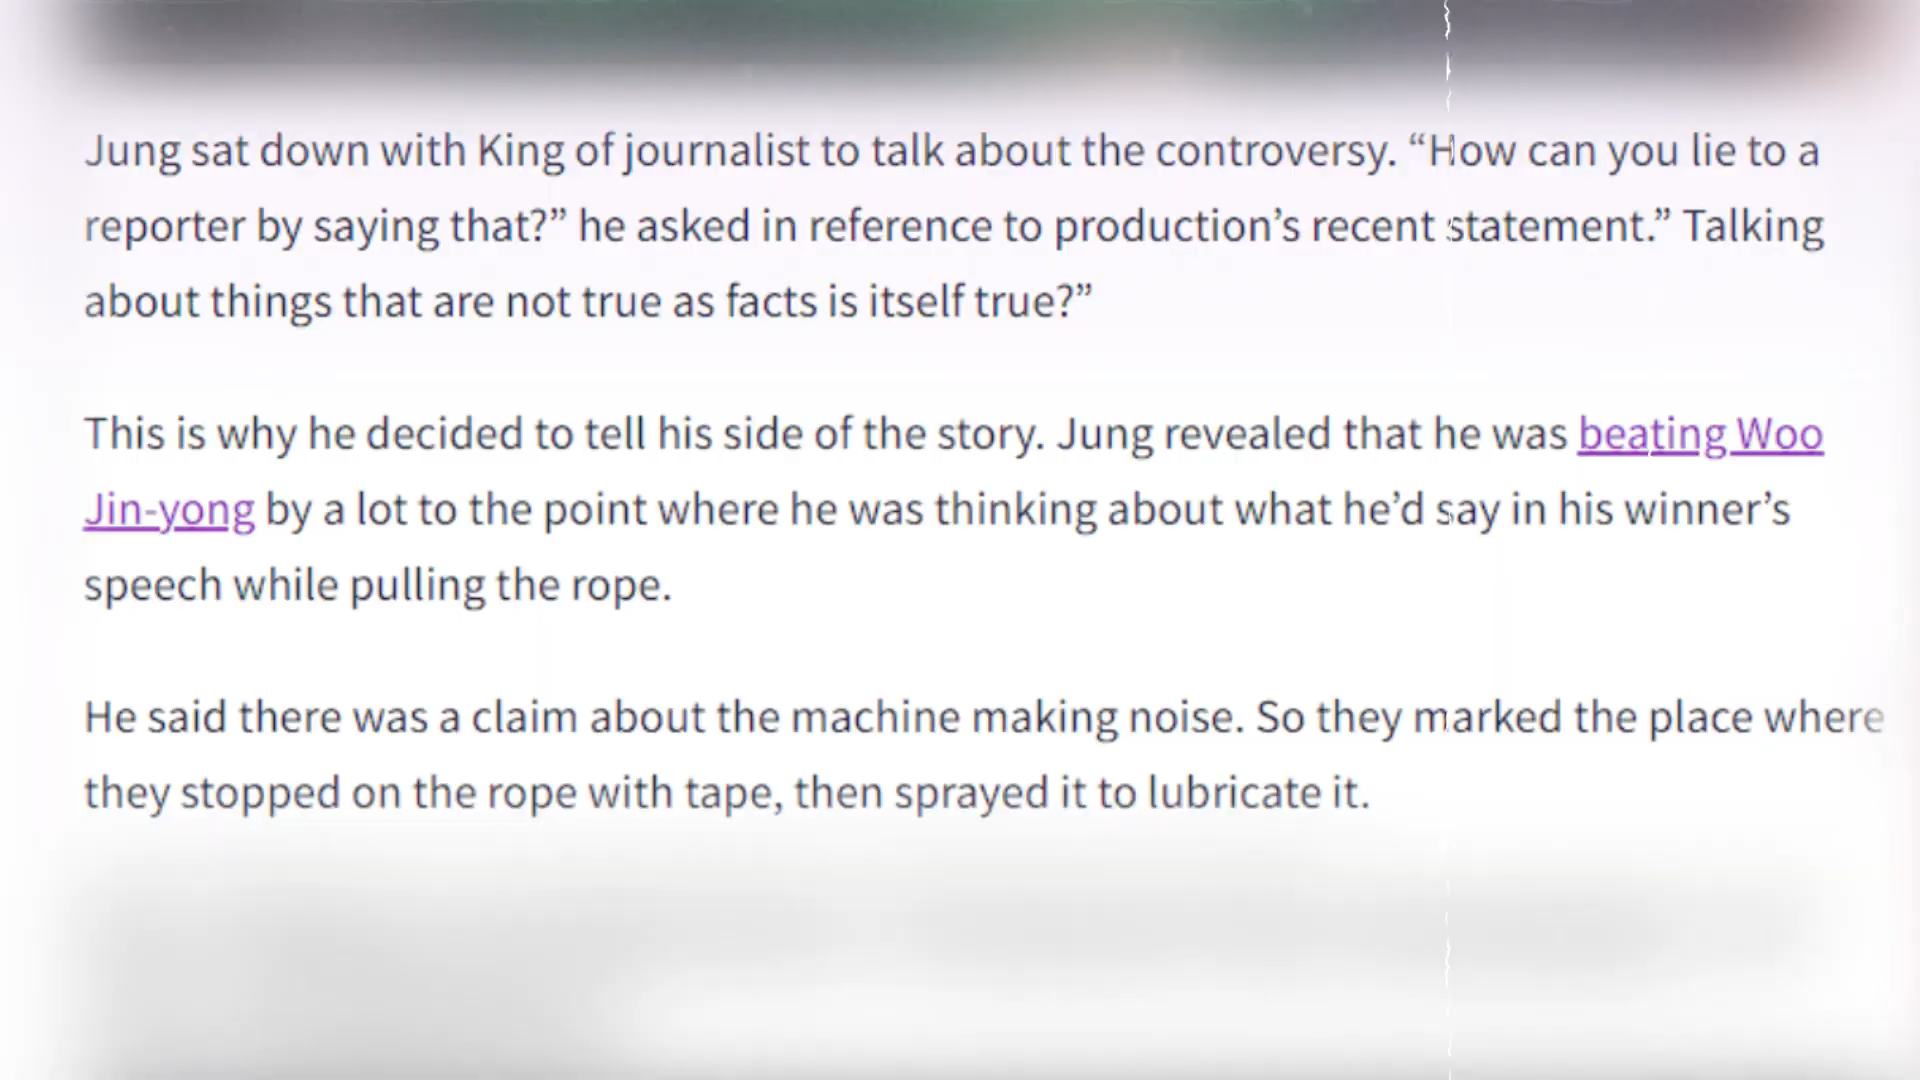 Jung sat down with King of journalist to talk about the controversy. “How can you lie to a
reporter by saying that?” he asked in reference to production’s recent statement.” Talking
about things that are not true as facts is itself true?”
This is why he decided to tell his side of the story. Jung revealed that he was beating Woo
Jin-yong by a lot to the point where he was thinking about what he’d say in his winner’s
speech while pulling the rope.
He said there was a claim about the machine making noise. So they marked the place where
they stopped on the rope with tape, then sprayed it to lubricate it.